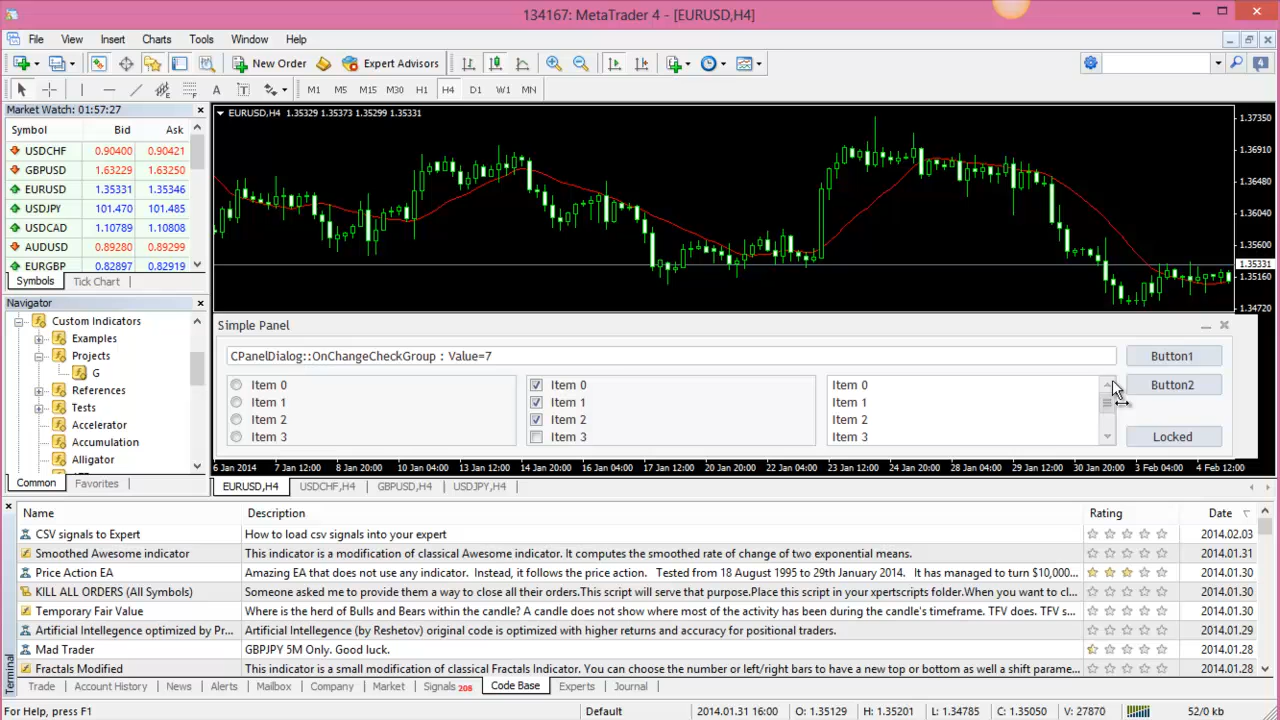 134167: MetaTrader 4 - [EURUSD,H4]
File View Insert Charts Tools Window Help
New Order Expert Advisors 4
A T M1 M5 M15 M30 H1 H4 D1 W1 MN
Market Watch: 01:57:27
Symbol Bid Ask
USDCHF 0.90400 0.90421
GBPUSD 1.63229 1.63250
EURUSD 1.35331 1.35346
USDJPY 101.470 101.485
USDCAD 1.10789 1.10808
AUDUSD 0.89280 0.89299
EURGBP 0.82897 0.82919
Symbols Tick Chart
Navigator
Custom Indicators
Examples
Projects
G
References
Tests
Accelerator
Accumulation
Alligator
Common Favorites
EURUSD,H4 1.35329 1.35373 1.35299 1.35331
1.37350
1.36910
1.36480
1.36040
1.35600
1.35331
1.35160
1.34720
Simple Panel
CPanelDialog::OnChangeCheckGroup : Value=7
Button1
Item 0 Item 0 Item 0 Button2
Item 1 Item 1 Item 1
Item 2 Item 2 Item 2
Item 3 Item 3 Item 3 Locked
6 Jan 2014 7 Jan 12:00 8 Jan 20:00 10 Jan 04:00 13 Jan 12:00 14 Jan 20:00 16 Jan 04:00 17 Jan 12:00 20 Jan 20:00 22 Jan 04:00 23 Jan 12:00 24 Jan 20:00 28 Jan 04:00 29 Jan 12:00 30 Jan 20:00 3 Feb 04:00 4 Feb 12:00
EURUSD,H4 USDCHF,H4 GBPUSD,H4 USDJPY,H4
Name Description Rating Date
CSV signals to Expert How to load csv signals into your expert 2014.02.03
Smoothed Awesome indicator This indicator is a modification of classical Awesome indicator. It computes the smoothed rate of change of two exponential means. 2014.01.31
Price Action EA Amazing EA that does not use any indicator. Instead, it follows the price action. Tested from 18 August 1995 to 29th January 2014. It has managed to turn $10,000... 2014.01.30
KILL ALL ORDERS (All Symbols) Someone asked me to provide them a way to close all their orders.This script will serve that purpose.Place this script in your xpertscripts folder.When you want to cl... 2014.01.30
Temporary Fair Value Where is the herd of Bulls and Bears within the candle? A candle does not show where most of the activity has been during the candle's timeframe. TFV does. TFV s... 2014.01.30
Artificial Intellegence optimized by Pr... Artificial Intellegence (by Reshetov) original code is optimized with higher returns and accuracy for positional traders. 2014.01.29
Mad Trader GBPJPY 5M Only. Good luck. 2014.01.28
Fractals Modified This indicator is a small modification of classical Fractals Indicator. You can choose the number or left/right bars to have a new top or bottom as well a shift parame... 2014.01.28
Terminal
Trade Account History News Alerts Mailbox Company Market Signals 208 Code Base Experts Journal
For Help, press F1 Default 2014.01.31 16:00 O: 1.35129 H: 1.35201 L: 1.34785 C: 1.35050 V: 27870 52/0 kb